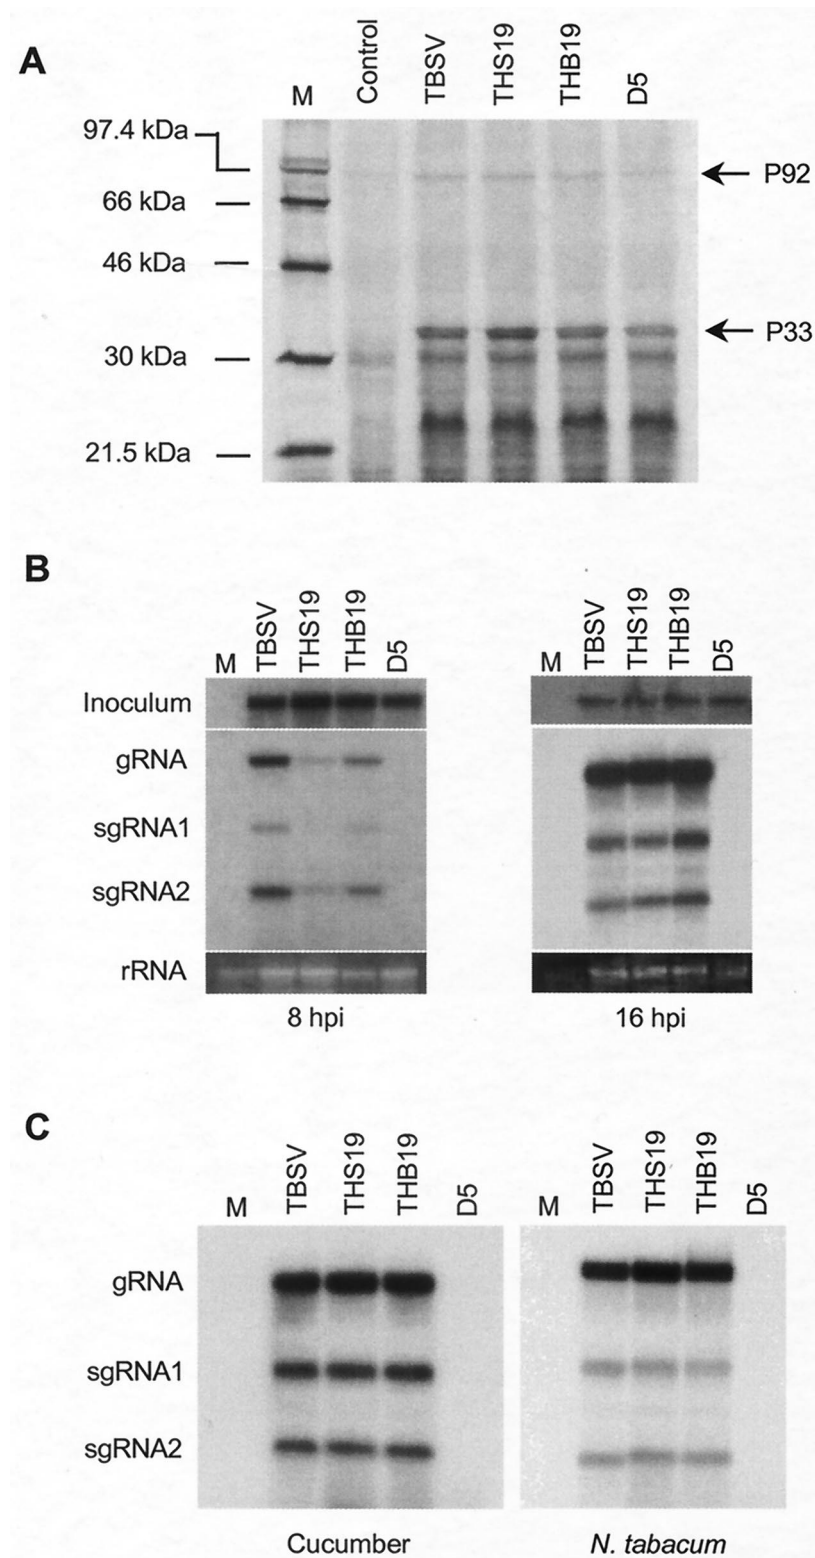 A
M Control TBSV THS19 THB19 D5
97.4 kDa
66 kDa
46 kDa
30 kDa
21.5 kDa
P92
P33
B
M TBSV THS19 THB19 D5
M TBSV THS19 THB19 D5
Inoculum
gRNA
sgRNA1
sgRNA2
rRNA
8 hpi
16 hpi
C
M TBSV THS19 THB19 D5
M TBSV THS19 THB19 D5
gRNA
sgRNA1
sgRNA2
Cucumber
N. tabacum